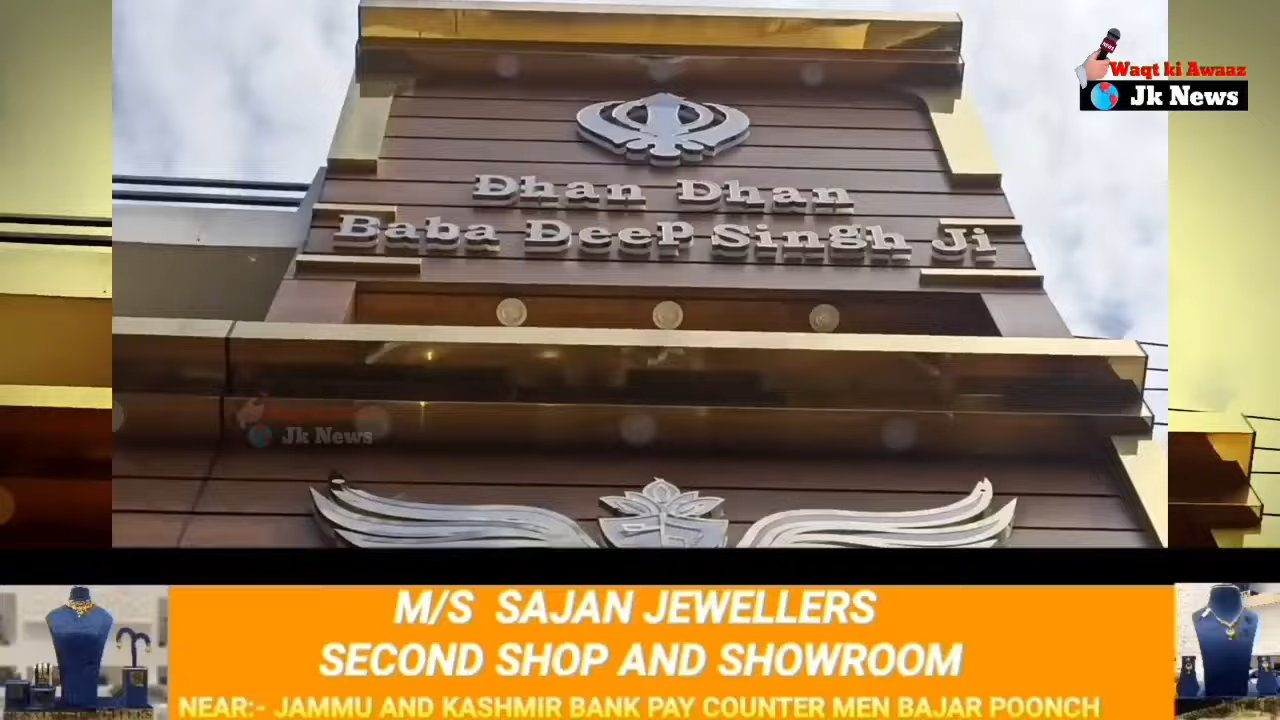 Waqt ki Awaaz
Jk News
Dhan Dhan
Baba Deep Singh Ji
Jk News
M/S SAJAN JEWELLERS
SECOND SHOP AND SHOWROOM
NEAR:- JAMMU AND KASHMIR BANK PAY COUNTER MEN BAJAR POONCH